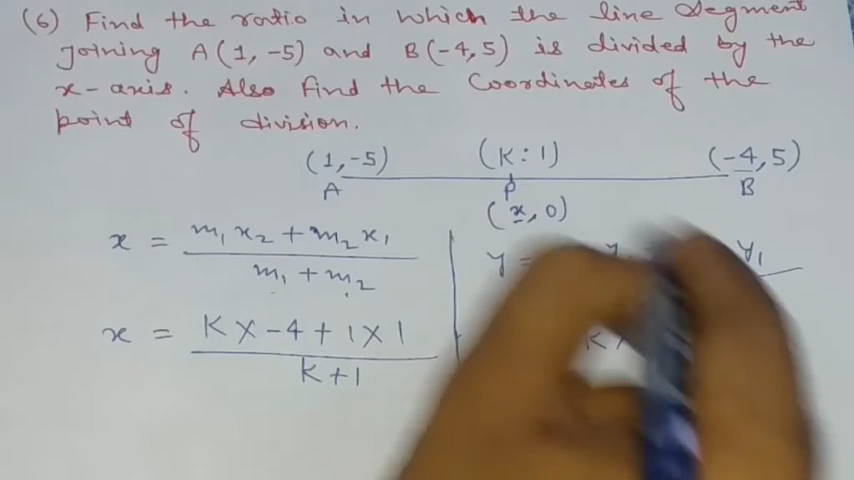 (6) Find the ratio in which the line segment
joining A(1, -5) and B(-4, 5) is divided by the
x-axis. Also find the coordinates of the
point of division.
(1, -5) (K : 1) (-4, 5)
A P B
(x, 0)
x = m₁x₂ + m₂x₁ / m₁ + m₂
y = y₁
x = K × -4 + 1 × 1 / K + 1
K ×